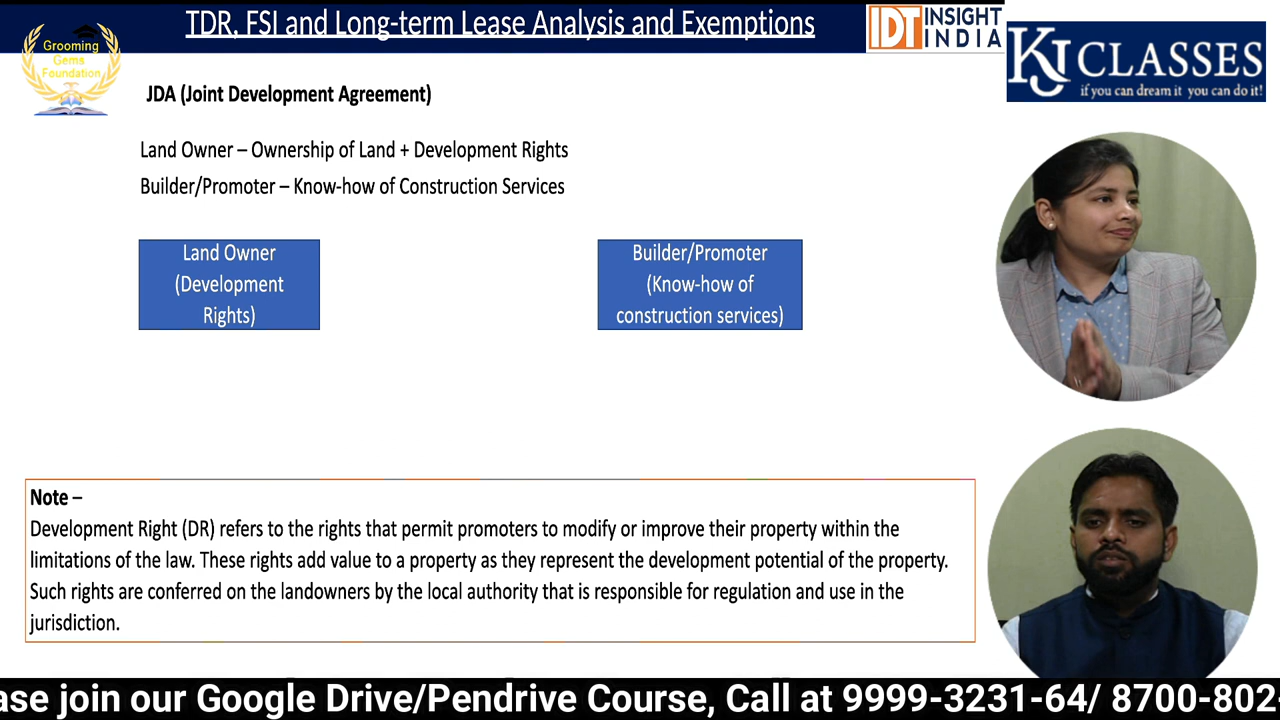 TDR, FSI and Long-term Lease Analysis and Exemptions
IDT INSIGHT
INDIA
Grooming
Gems
Foundation
KJ CLASSES
if you can dream it you can do it!
JDA (Joint Development Agreement)
Land Owner – Ownership of Land + Development Rights
Builder/Promoter – Know-how of Construction Services
Land Owner
(Development
Rights)
Builder/Promoter
(Know-how of
construction services)
Note –
Development Right (DR) refers to the rights that permit promoters to modify or improve their property within the
limitations of the law. These rights add value to a property as they represent the development potential of the property.
Such rights are conferred on the landowners by the local authority that is responsible for regulation and use in the
jurisdiction.
ase join our Google Drive/Pendrive Course, Call at 9999-3231-64/ 8700-802